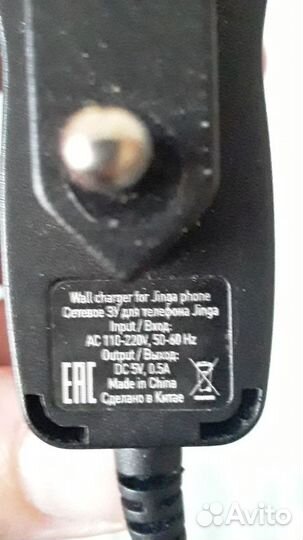 Wall charger for Jinga phone
Сетевое ЗУ для телефона Jinga
Input / Вход:
AC 110-220V, 50-60 Hz
Output / Выход:
DC 5V, 0.5A
Made in China
Сделано в Китае
EAC
Avito